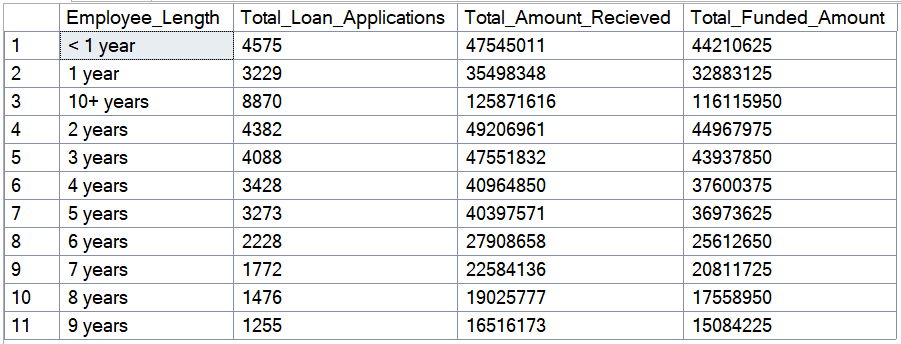 Employee_Length Total_Loan_Applications Total_Amount_Recieved Total_Funded_Amount
1 < 1 year 4575 47545011 44210625
2 1 year 3229 35498348 32883125
3 10+ years 8870 125871616 116115950
4 2 years 4382 49206961 44967975
5 3 years 4088 47551832 43937850
6 4 years 3428 40964850 37600375
7 5 years 3273 40397571 36973625
8 6 years 2228 27908658 25612650
9 7 years 1772 22584136 20811725
10 8 years 1476 19025777 17558950
11 9 years 1255 16516173 15084225